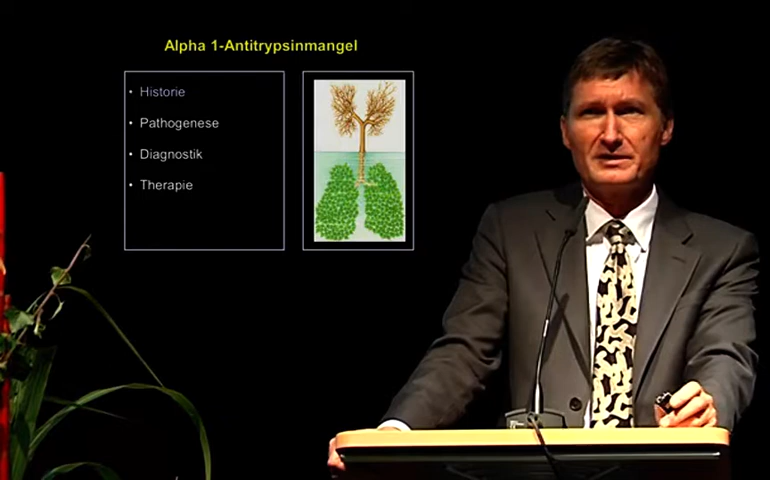 Alpha 1-Antitrypsinmangel
• Historie
• Pathogenese
• Diagnostik
• Therapie